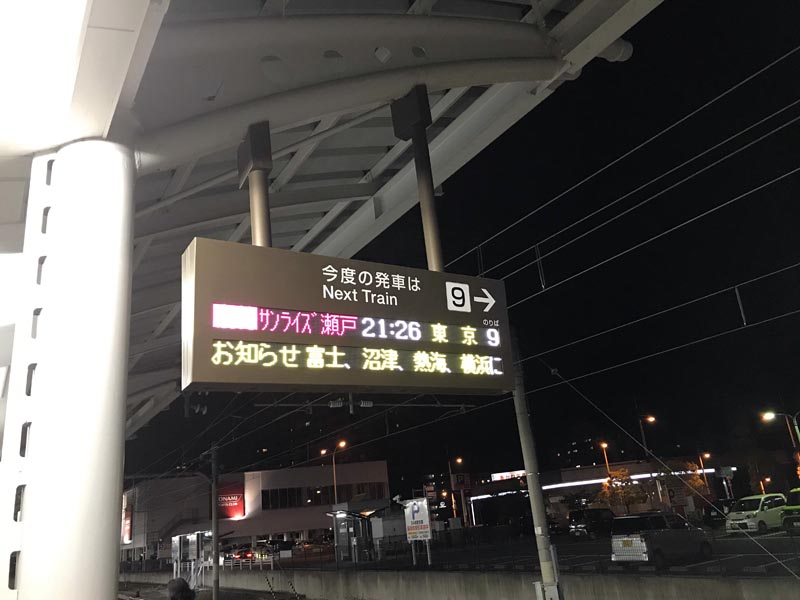 今度の発車は
Next Train
9 →
サンライズ瀬戸 21:26 東京 9
のりば
お知らせ 富士、沼津、熱海、横浜に
KONAMI
P